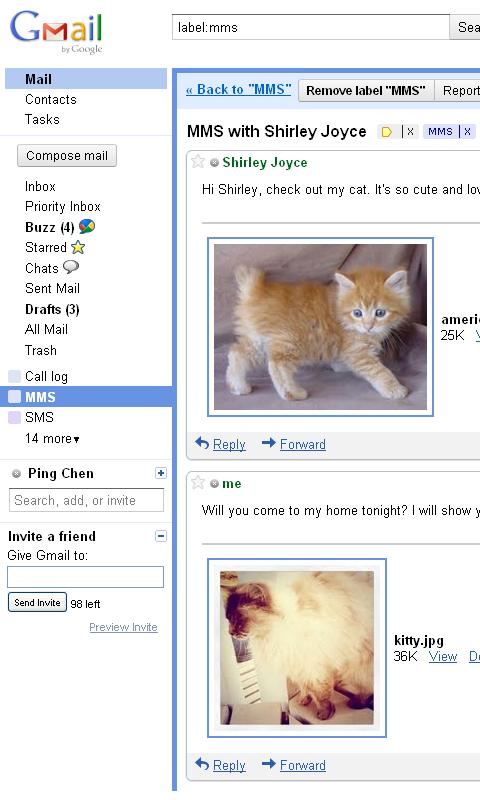 Gmail
by Google
label:mms
Sea
Mail
Contacts
Tasks
Compose mail
Inbox
Priority Inbox
Buzz (4)
Starred
Chats
Sent Mail
Drafts (3)
All Mail
Trash
Call log
MMS
SMS
14 more▾
Ping Chen
Search, add, or invite
Invite a friend
Give Gmail to:
Send Invite 98 left
Preview Invite
« Back to "MMS" Remove label "MMS" Report
MMS with Shirley Joyce | X MMS | X
Shirley Joyce
Hi Shirley, check out my cat. It's so cute and lov
americ
25K V
Reply Forward
me
Will you come to my home tonight? I will show y
kitty.jpg
36K View Do
Reply Forward